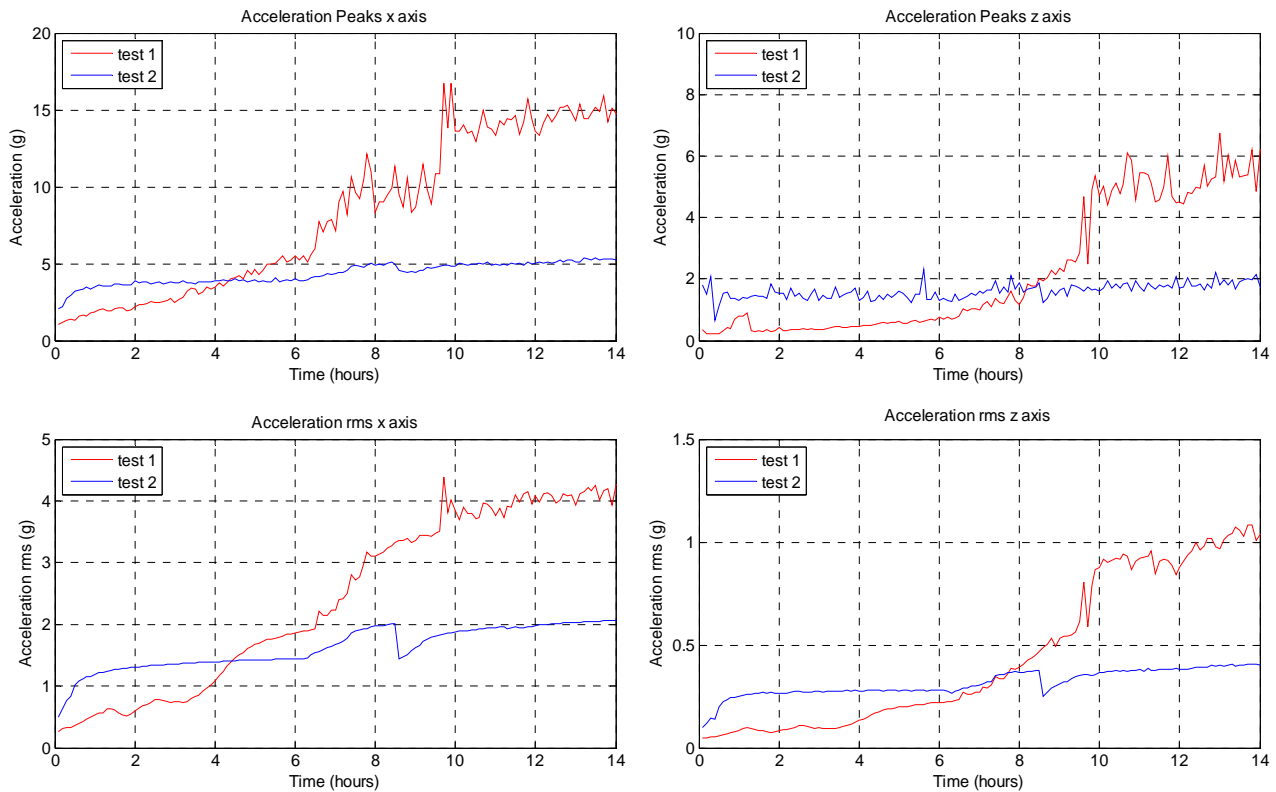 Acceleration Peaks x axis
20
15
10
5
0
Acceleration (g)
test 1
test 2
0 2 4 6 8 10 12 14
Time (hours)
Acceleration Peaks z axis
10
8
6
4
2
0
Acceleration (g)
test 1
test 2
0 2 4 6 8 10 12 14
Time (hours)
Acceleration rms x axis
5
4
3
2
1
0
Acceleration rms (g)
test 1
test 2
0 2 4 6 8 10 12 14
Time (hours)
Acceleration rms z axis
1.5
1
0.5
0
Acceleration rms (g)
test 1
test 2
0 2 4 6 8 10 12 14
Time (hours)